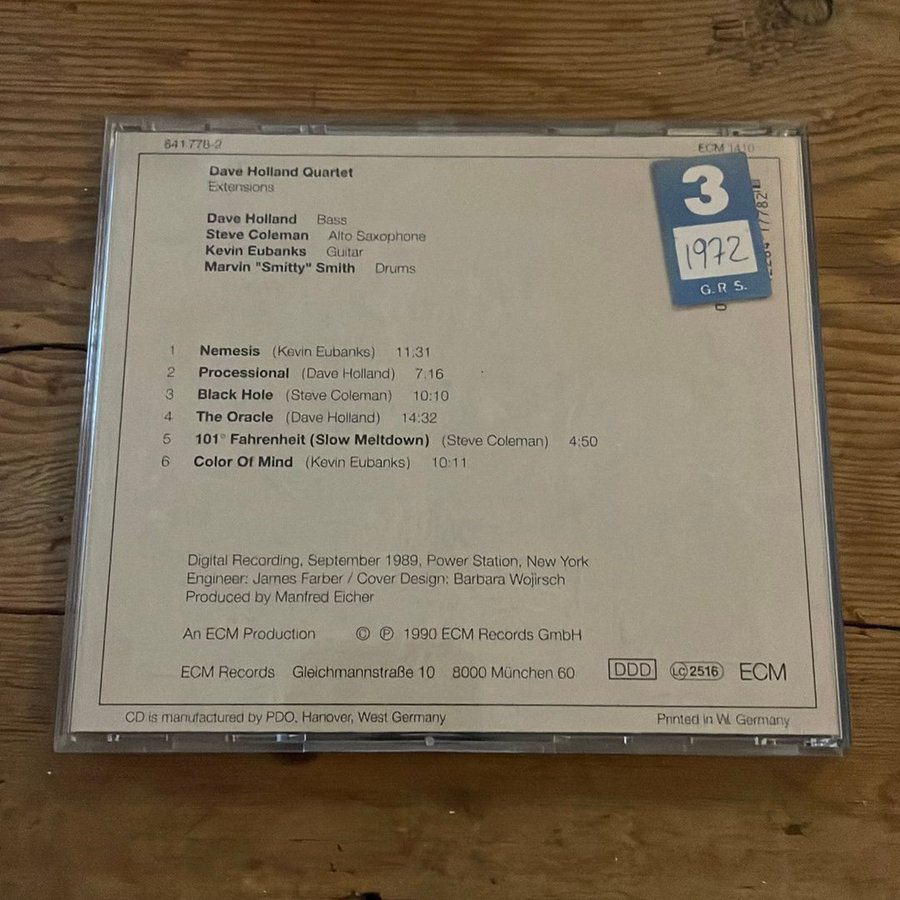 841778-2 ECM 1410
Dave Holland Quartet
Extensions
3
1972
G.R.S.
17782
Dave Holland Bass
Steve Coleman Alto Saxophone
Kevin Eubanks Guitar
Marvin "Smitty" Smith Drums
1 Nemesis (Kevin Eubanks) 11:31
2 Processional (Dave Holland) 7.16
3 Black Hole (Steve Coleman) 10:10
4 The Oracle (Dave Holland) 14:32
5 101° Fahrenheit (Slow Meltdown) (Steve Coleman) 4:50
6 Color Of Mind (Kevin Eubanks) 10:11
Digital Recording, September 1989, Power Station, New York
Engineer: James Farber / Cover Design: Barbara Wojirsch
Produced by Manfred Eicher
An ECM Production © ℗ 1990 ECM Records GmbH
ECM Records Gleichmannstraße 10 8000 München 60 DDD LC 2516 ECM
CD is manufactured by PDO, Hanover, West Germany Printed in W. Germany